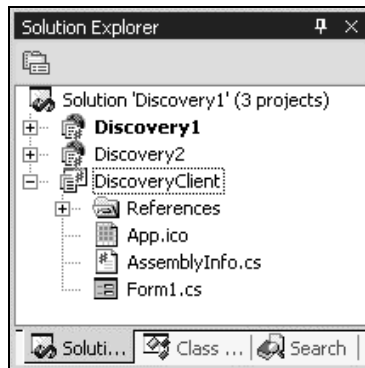 Solution Explorer
Solution 'Discovery1' (3 projects)
Discovery1
Discovery2
DiscoveryClient
References
App.ico
AssemblyInfo.cs
Form1.cs
Soluti... Class ... Search